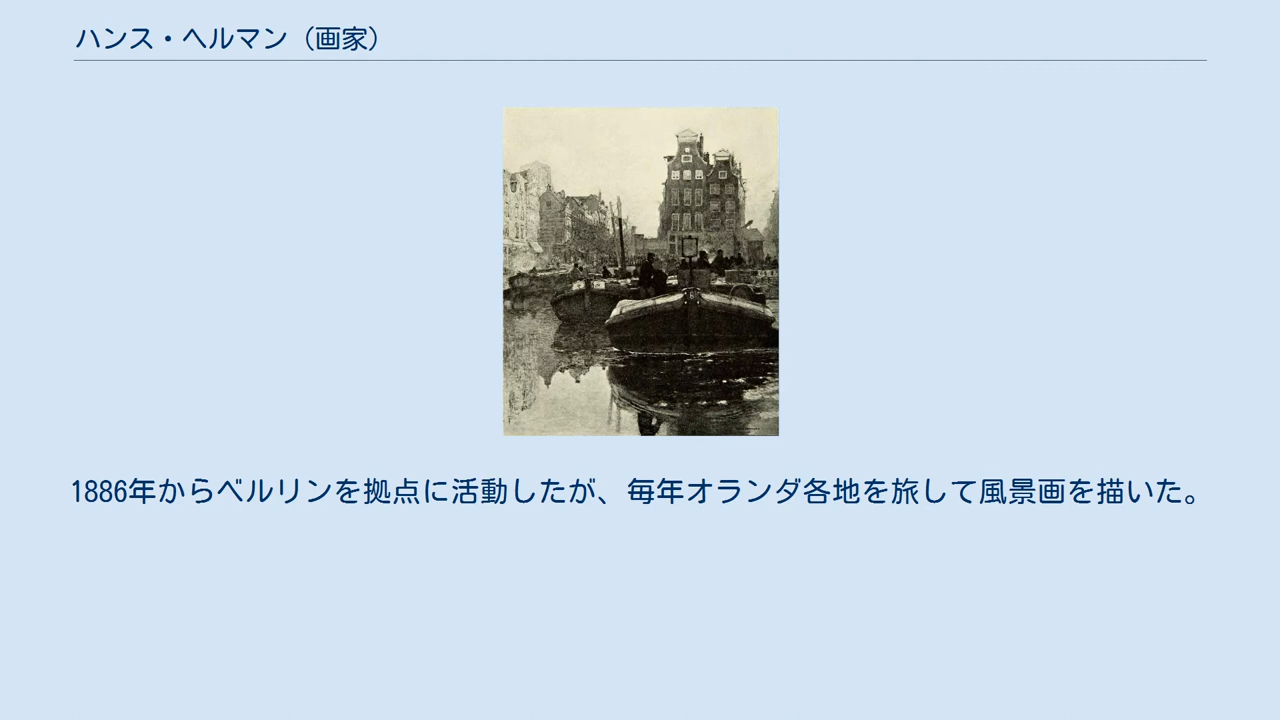 ハンス・ヘルマン（画家）
1886年からベルリンを拠点に活動したが、毎年オランダ各地を旅して風景画を描いた。